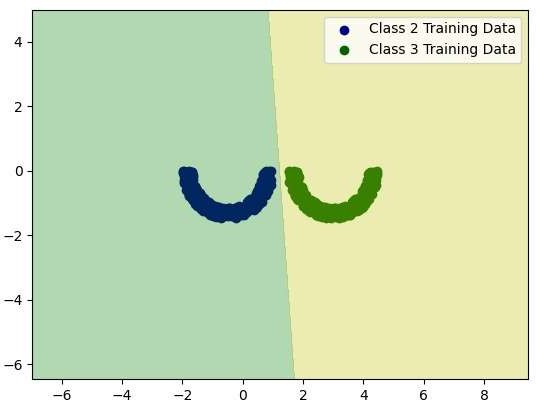 Class 2 Training Data
Class 3 Training Data
4
2
0
−2
−4
−6
−6 −4 −2 0 2 4 6 8